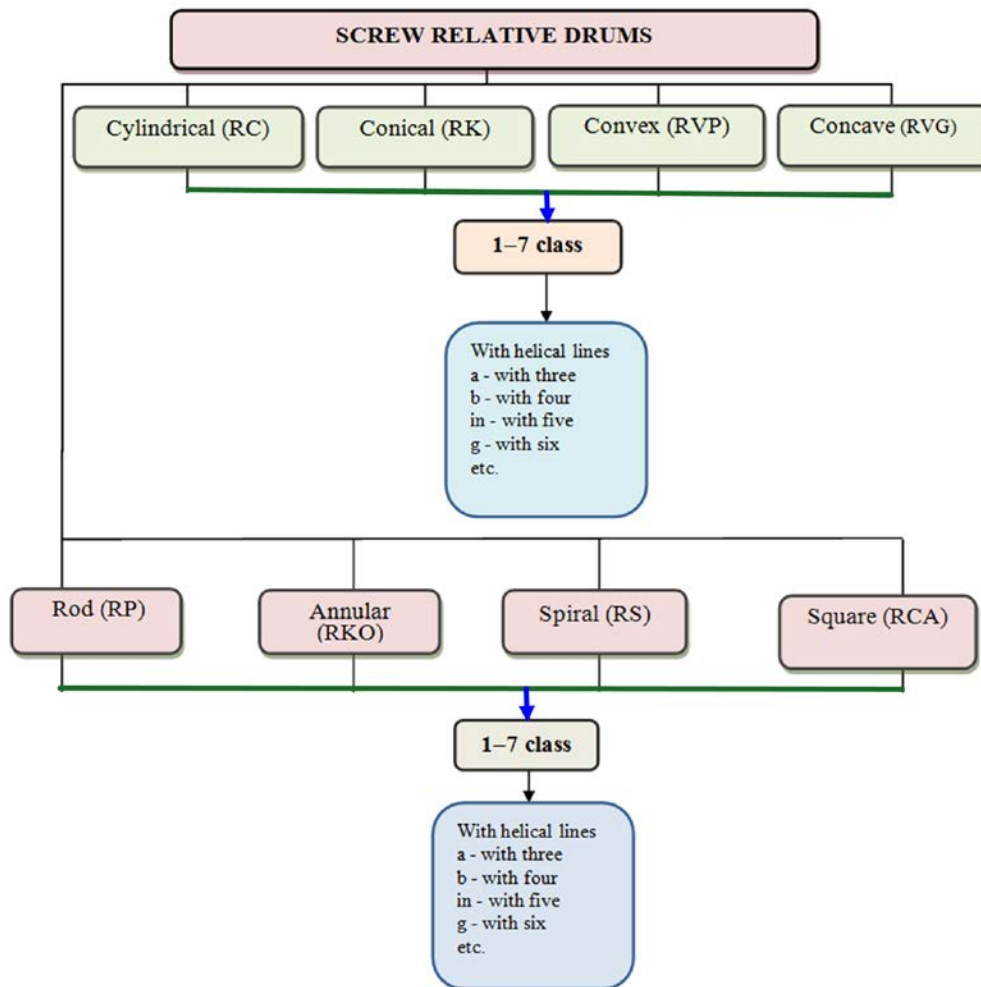 SCREW RELATIVE DRUMS
Cylindrical (RC)
Conical (RK)
Convex (RVP)
Concave (RVG)
1–7 class
With helical lines
a - with three
b - with four
in - with five
g - with six
etc.
Rod (RP)
Annular
(RKO)
Spiral (RS)
Square (RCA)
1–7 class
With helical lines
a - with three
b - with four
in - with five
g - with six
etc.